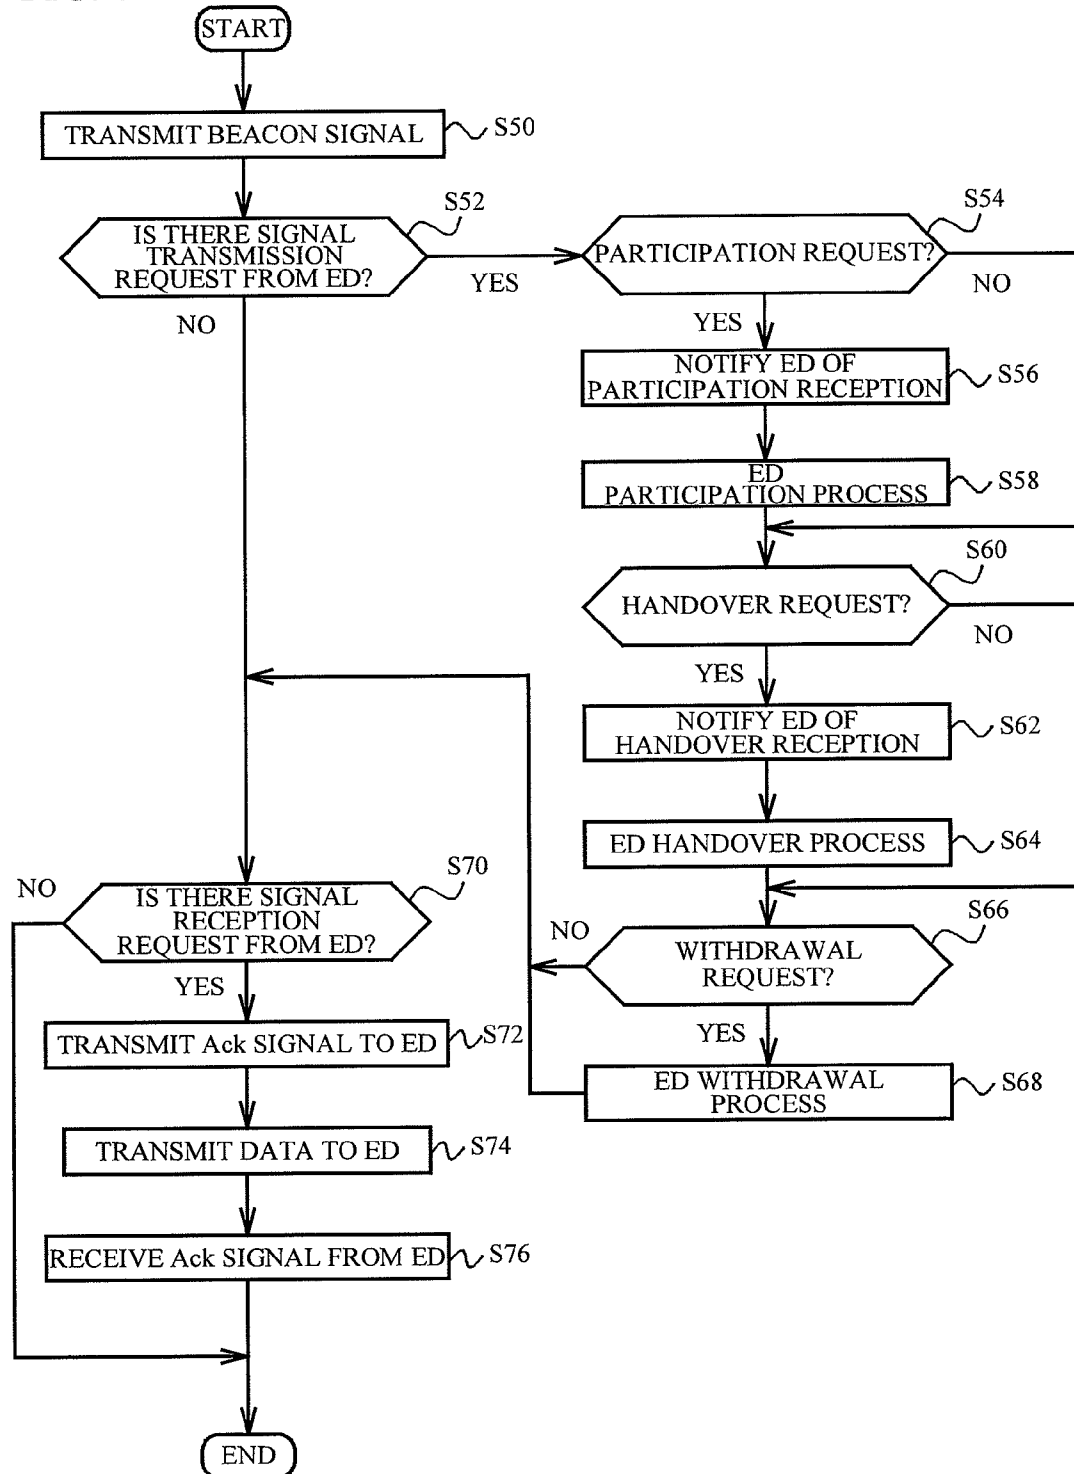 START
TRANSMIT BEACON SIGNAL
S50
IS THERE SIGNAL
TRANSMISSION
REQUEST FROM ED?
S52
YES
NO
PARTICIPATION REQUEST?
S54
NO
YES
NOTIFY ED OF
PARTICIPATION RECEPTION
S56
ED
PARTICIPATION PROCESS
S58
HANDOVER REQUEST?
S60
NO
YES
NOTIFY ED OF
HANDOVER RECEPTION
S62
ED HANDOVER PROCESS
S64
WITHDRAWAL
REQUEST?
S66
NO
YES
ED WITHDRAWAL
PROCESS
S68
IS THERE SIGNAL
RECEPTION
REQUEST FROM ED?
S70
NO
YES
TRANSMIT Ack SIGNAL TO ED
S72
TRANSMIT DATA TO ED
S74
RECEIVE Ack SIGNAL FROM ED
S76
END